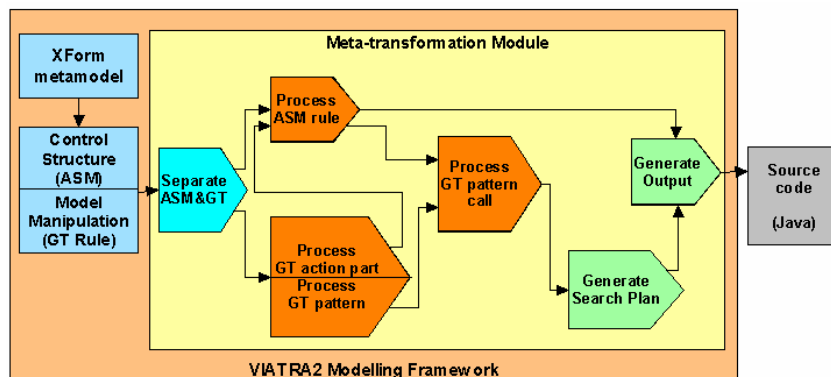 Meta-transformation Module
XForm
metamodel
Control
Structure
(ASM)
Model
Manipulation
(GT Rule)
Separate
ASM&GT
Process
ASM rule
Process
GT action part
Process
GT pattern
Process
GT pattern
call
Generate
Search Plan
Generate
Output
Source
code
(Java)
VIATRA2 Modelling Framework